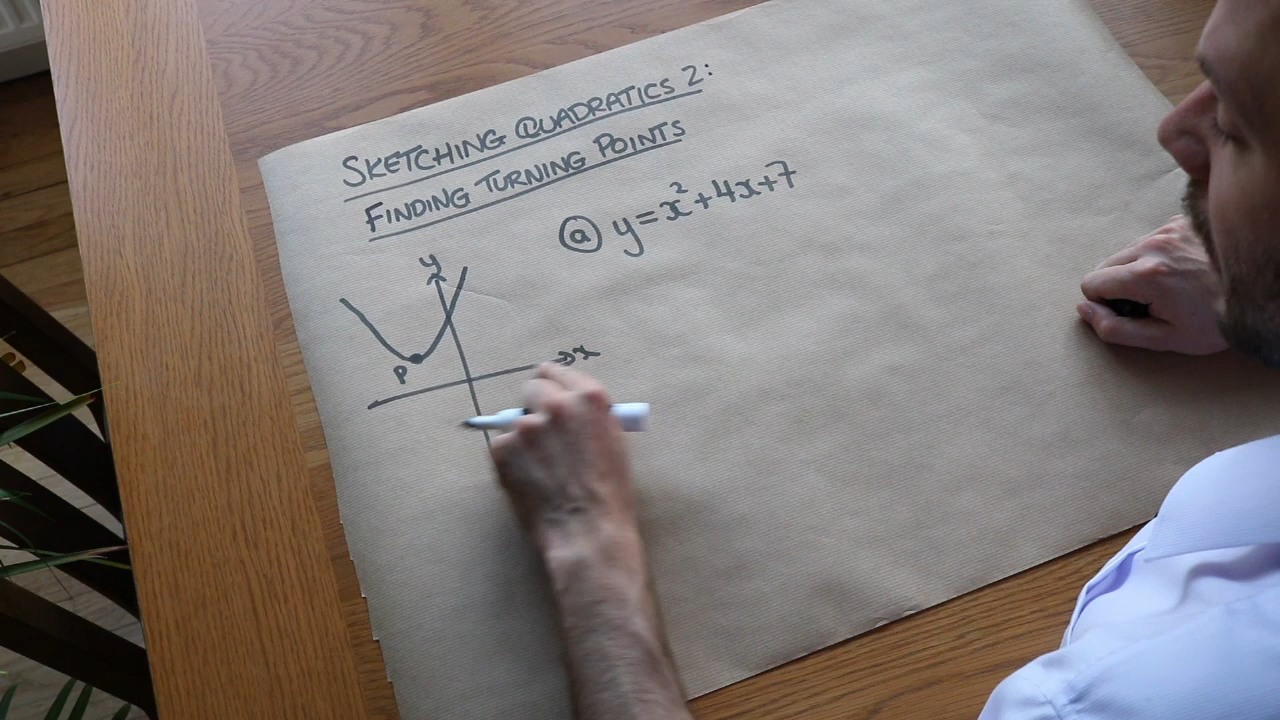 SKETCHING QUADRATICS 2:
FINDING TURNING POINTS
ⓐ y=x²+4x+7
y
x
P